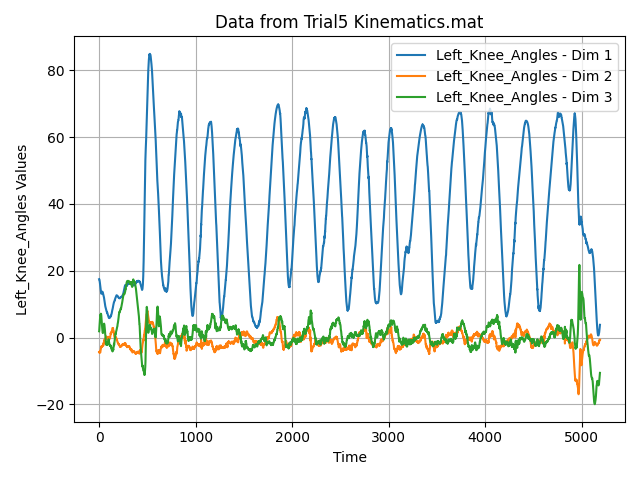 Data from Trial5 Kinematics.mat
Left_Knee_Angles - Dim 1
Left_Knee_Angles - Dim 2
Left_Knee_Angles - Dim 3
Left_Knee_Angles Values
80
60
40
20
0
−20
0 1000 2000 3000 4000 5000
Time